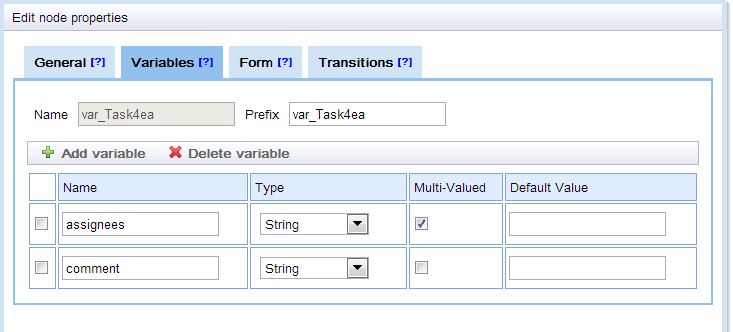 Edit node properties
General [?] Variables [?] Form [?] Transitions [?]
Name var_Task4ea Prefix var_Task4ea
Add variable Delete variable
Name Type Multi-Valued Default Value
assignees String
comment String